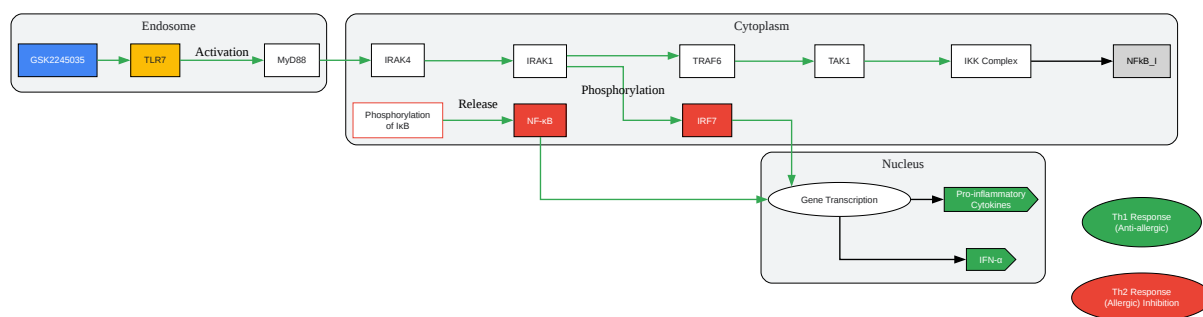 Endosome
Cytoplasm
GSK2245035
TLR7
Activation
MyD88
IRAK4
IRAK1
TRAF6
TAK1
IKK Complex
NFkB_I
Phosphorylation
of IκB
Release
NF-κB
Phosphorylation
IRF7
Nucleus
Gene Transcription
Pro-inflammatory
Cytokines
IFN-α
Th1 Response
(Anti-allergic)
Th2 Response
(Allergic) Inhibition